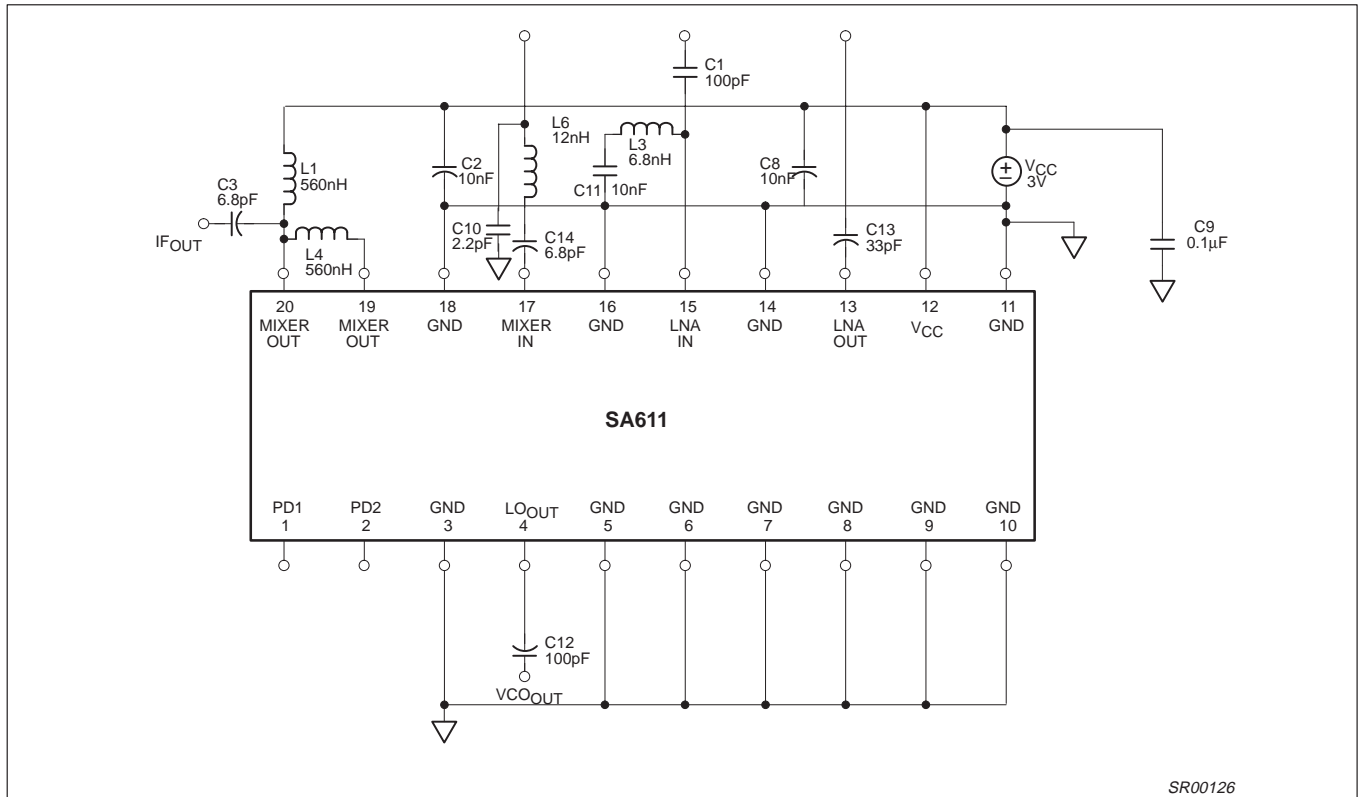 C1
100pF
L6
12nH
L3
6.8nH
C2
10nF
C8
10nF
VCC
3V
L1
560nH
C3
6.8pF
C11
10nF
C10
2.2pF
C14
6.8pF
C13
33pF
C9
0.1µF
IFOUT
L4
560nH
20
MIXER
OUT
19
MIXER
OUT
18
GND
17
MIXER
IN
16
GND
15
LNA
IN
14
GND
13
LNA
OUT
12
VCC
11
GND
SA611
PD1
1
PD2
2
GND
3
LOOUT
4
GND
5
GND
6
GND
7
GND
8
GND
9
GND
10
C12
100pF
VCOOUT
SR00126